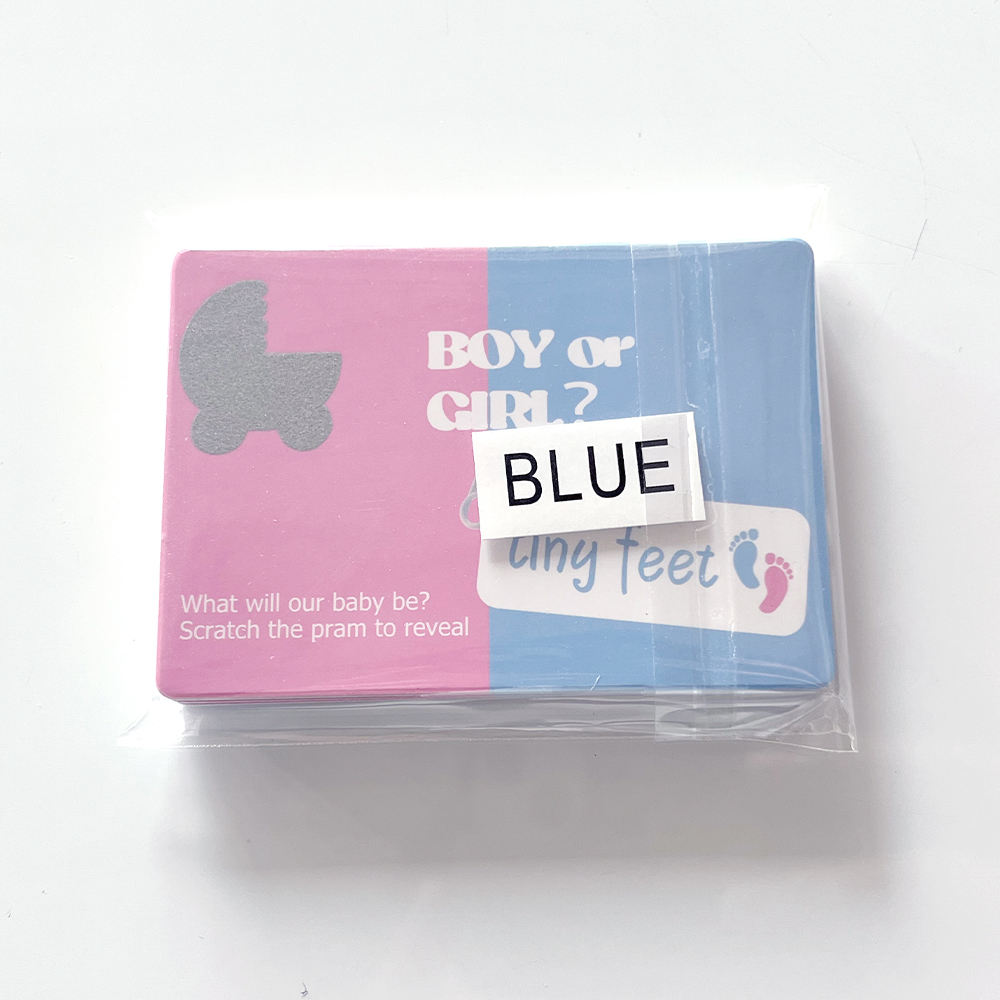 BOY or
GIRL?
BLUE
tiny feet
What will our baby be?
Scratch the pram to reveal